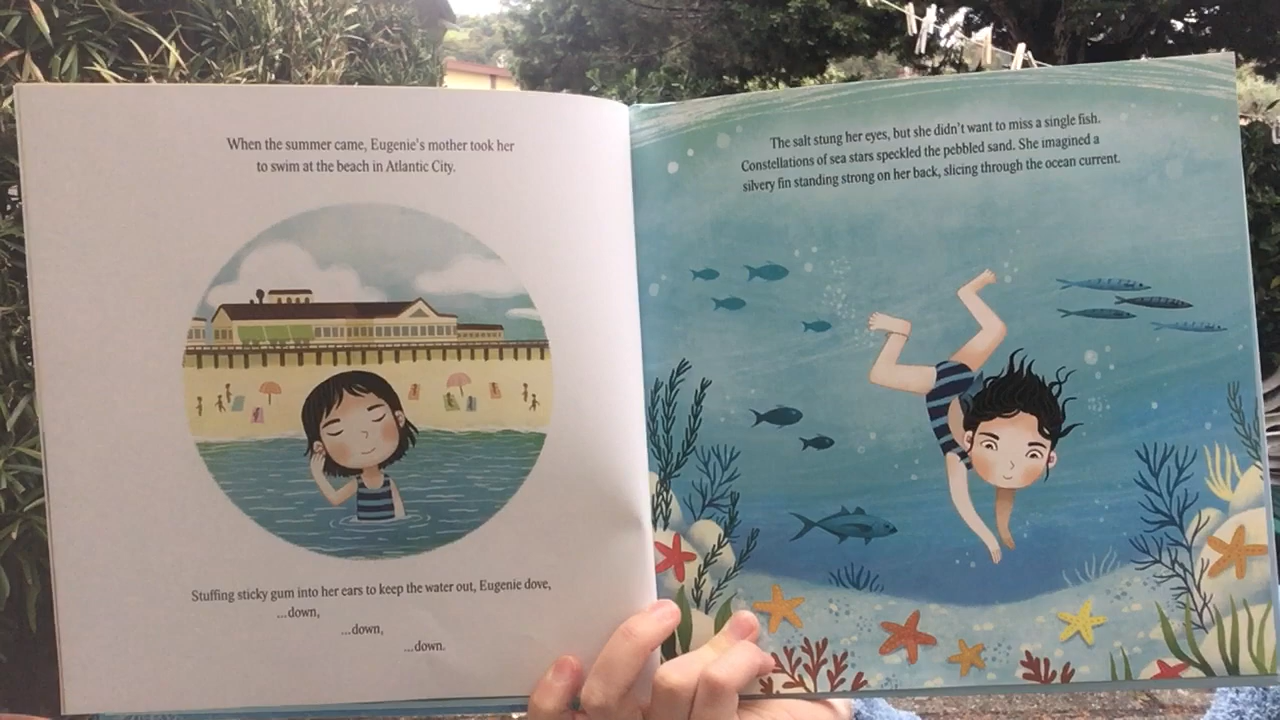 When the summer came, Eugenie's mother took her
to swim at the beach in Atlantic City.
Stuffing sticky gum into her ears to keep the water out, Eugenie dove,
...down,
...down,
...down.
The salt stung her eyes, but she didn't want to miss a single fish.
Constellations of sea stars speckled the pebbled sand. She imagined a
silvery fin standing strong on her back, slicing through the ocean current.